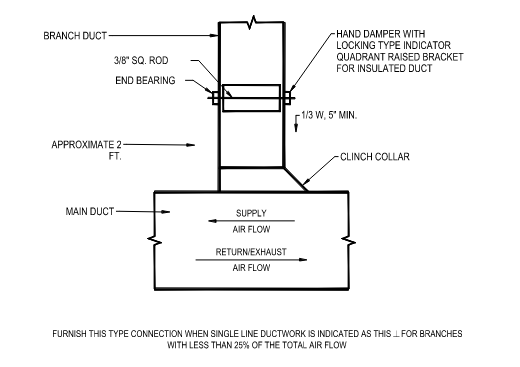 BRANCH DUCT
3/8" SQ. ROD
END BEARING
HAND DAMPER WITH
LOCKING TYPE INDICATOR
QUADRANT RAISED BRACKET
FOR INSULATED DUCT
1/3 W, 5" MIN.
APPROXIMATE 2
FT.
CLINCH COLLAR
MAIN DUCT
SUPPLY
AIR FLOW
RETURN/EXHAUST
AIR FLOW
FURNISH THIS TYPE CONNECTION WHEN SINGLE LINE DUCTWORK IS INDICATED AS THIS ⊥ FOR BRANCHES
WITH LESS THAN 25% OF THE TOTAL AIR FLOW